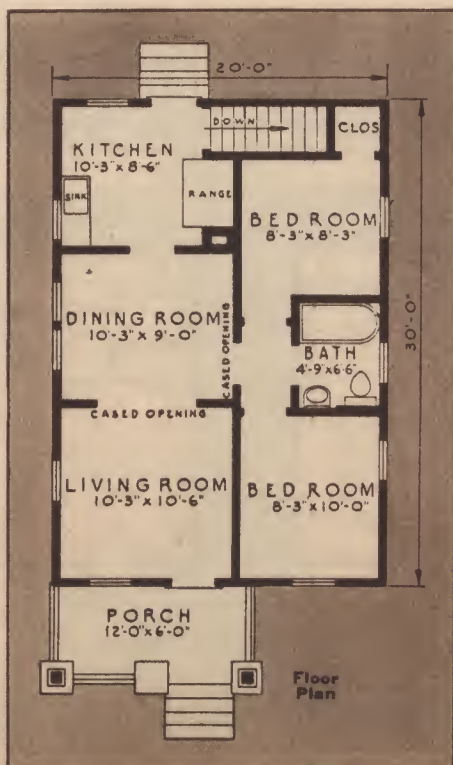 20'-0"
DOWN
CLOS
KITCHEN
10'-3" x 8'-6"
SINK
RANGE
BED ROOM
8'-3" x 8'-3"
30'-0"
DINING ROOM
10'-3" x 9'-0"
CASED OPENING
BATH
4'-9" x 6'-6"
CASED OPENING
LIVING ROOM
10'-3" x 10'-6"
BED ROOM
8'-3" x 10'-0"
PORCH
12'-0" x 6'-0"
Floor
Plan